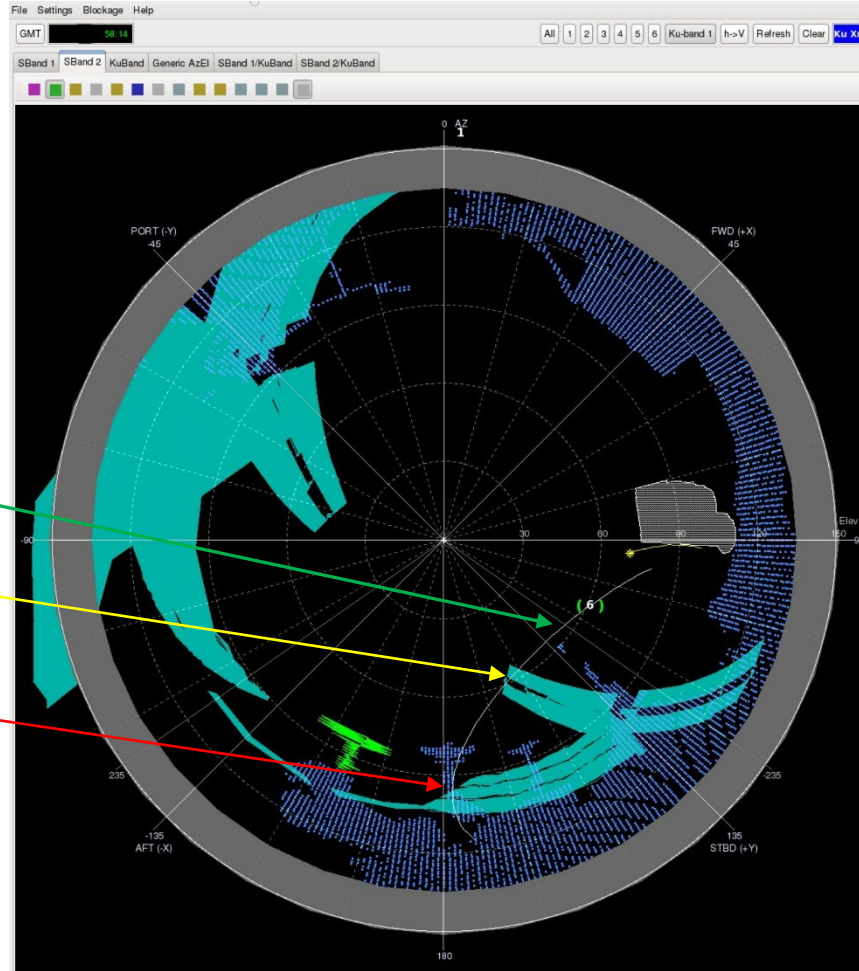 File Settings Blockage Help
GMT 58:14 All 1 2 3 4 5 6 Ku-band 1 h->V Refresh Clear
SBand 1 SBand 2 KuBand Generic AzEl SBand 1/KuBand SBand 2/KuBand
0 AZ
1
PORT (-Y)
-45
FWD (+X)
45
Elev
-90 30 60 90 120 150
( 6 )
235
-235
-135
AFT (-X)
135
STBD (+Y)
180